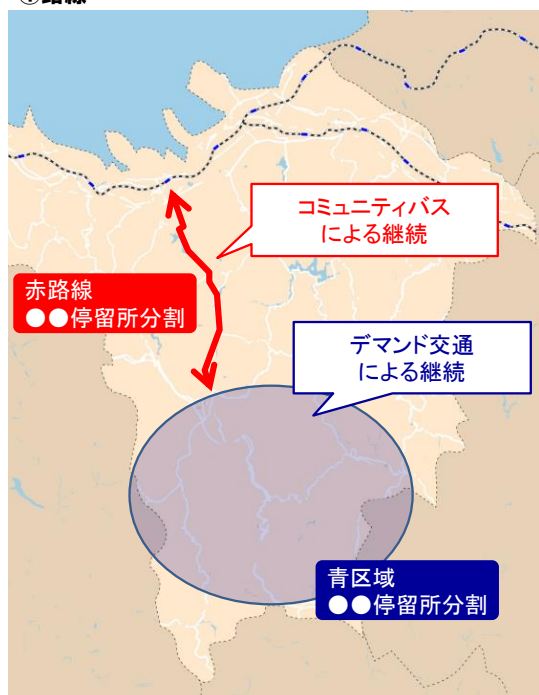 コミュニティバス
による継続
赤路線
●●停留所分割
デマンド交通
による継続
青区域
●●停留所分割